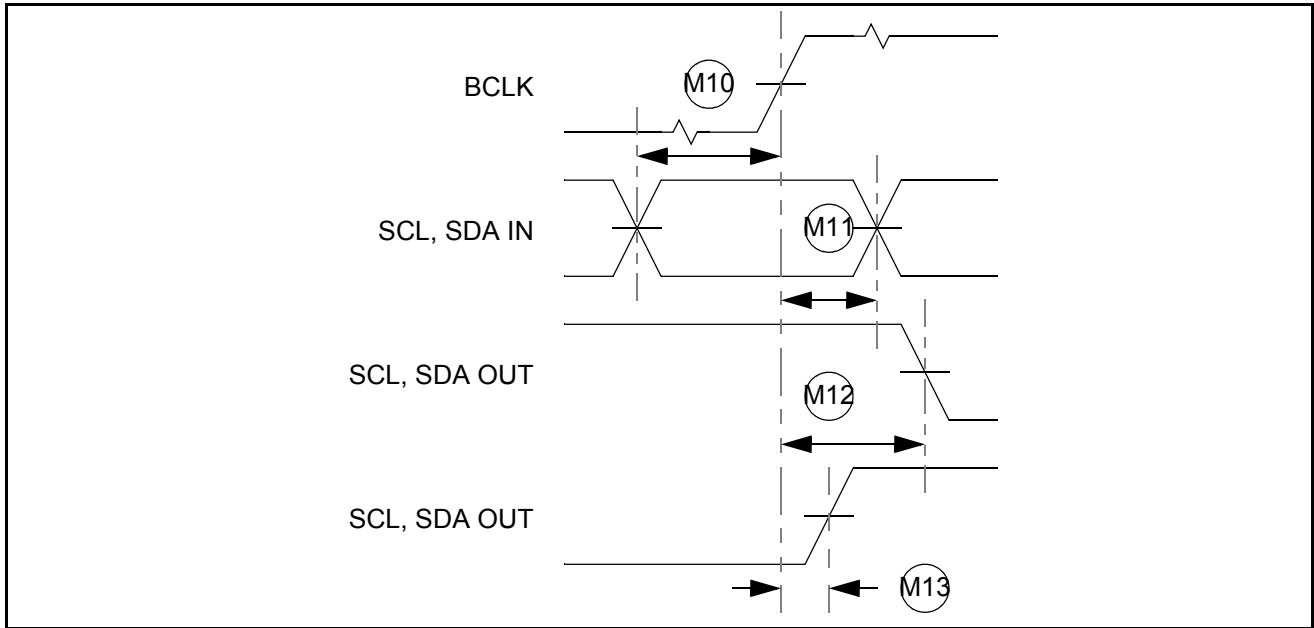 BCLK
M10
SCL, SDA IN
M11
SCL, SDA OUT
M12
SCL, SDA OUT
M13